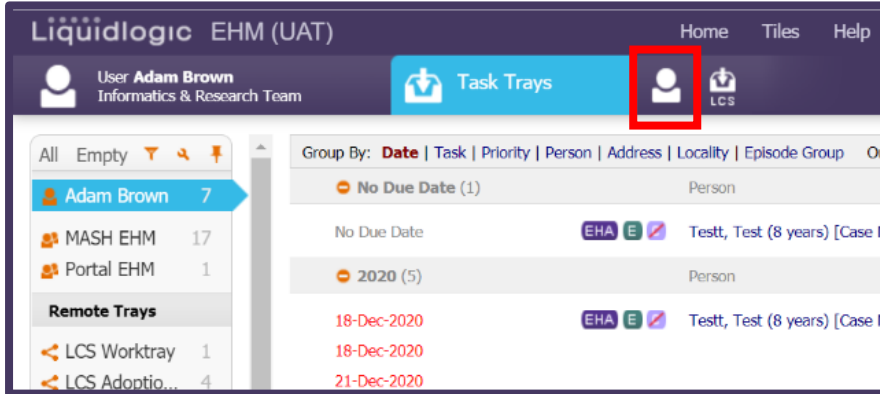 Liquidlogic EHM (UAT)
Home Tiles Help
User Adam Brown
Informatics & Research Team
Task Trays
LCS
All Empty
Group By: Date | Task | Priority | Person | Address | Locality | Episode Group
Adam Brown 7
No Due Date (1) Person
MASH EHM 17
No Due Date EHA E Testt, Test (8 years) [Case
Portal EHM 1
2020 (5) Person
Remote Trays
18-Dec-2020 EHA E Testt, Test (8 years) [Case
LCS Worktray 1
18-Dec-2020
LCS Adoptio... 4
21-Dec-2020